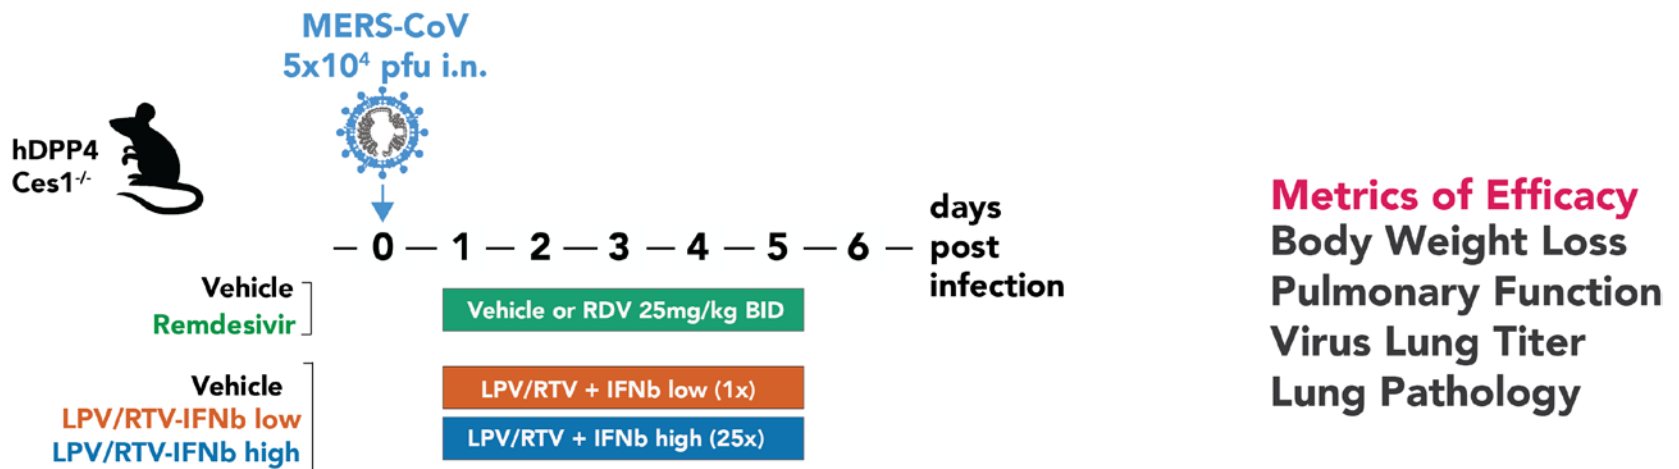 MERS-CoV
5x10⁴ pfu i.n.
hDPP4
Ces1⁻/⁻
— 0 — 1 — 2 — 3 — 4 — 5 — 6 —
days
post
infection
Vehicle
Remdesivir
Vehicle or RDV 25mg/kg BID
Vehicle
LPV/RTV-IFNb low
LPV/RTV-IFNb high
LPV/RTV + IFNb low (1x)
LPV/RTV + IFNb high (25x)
Metrics of Efficacy
Body Weight Loss
Pulmonary Function
Virus Lung Titer
Lung Pathology